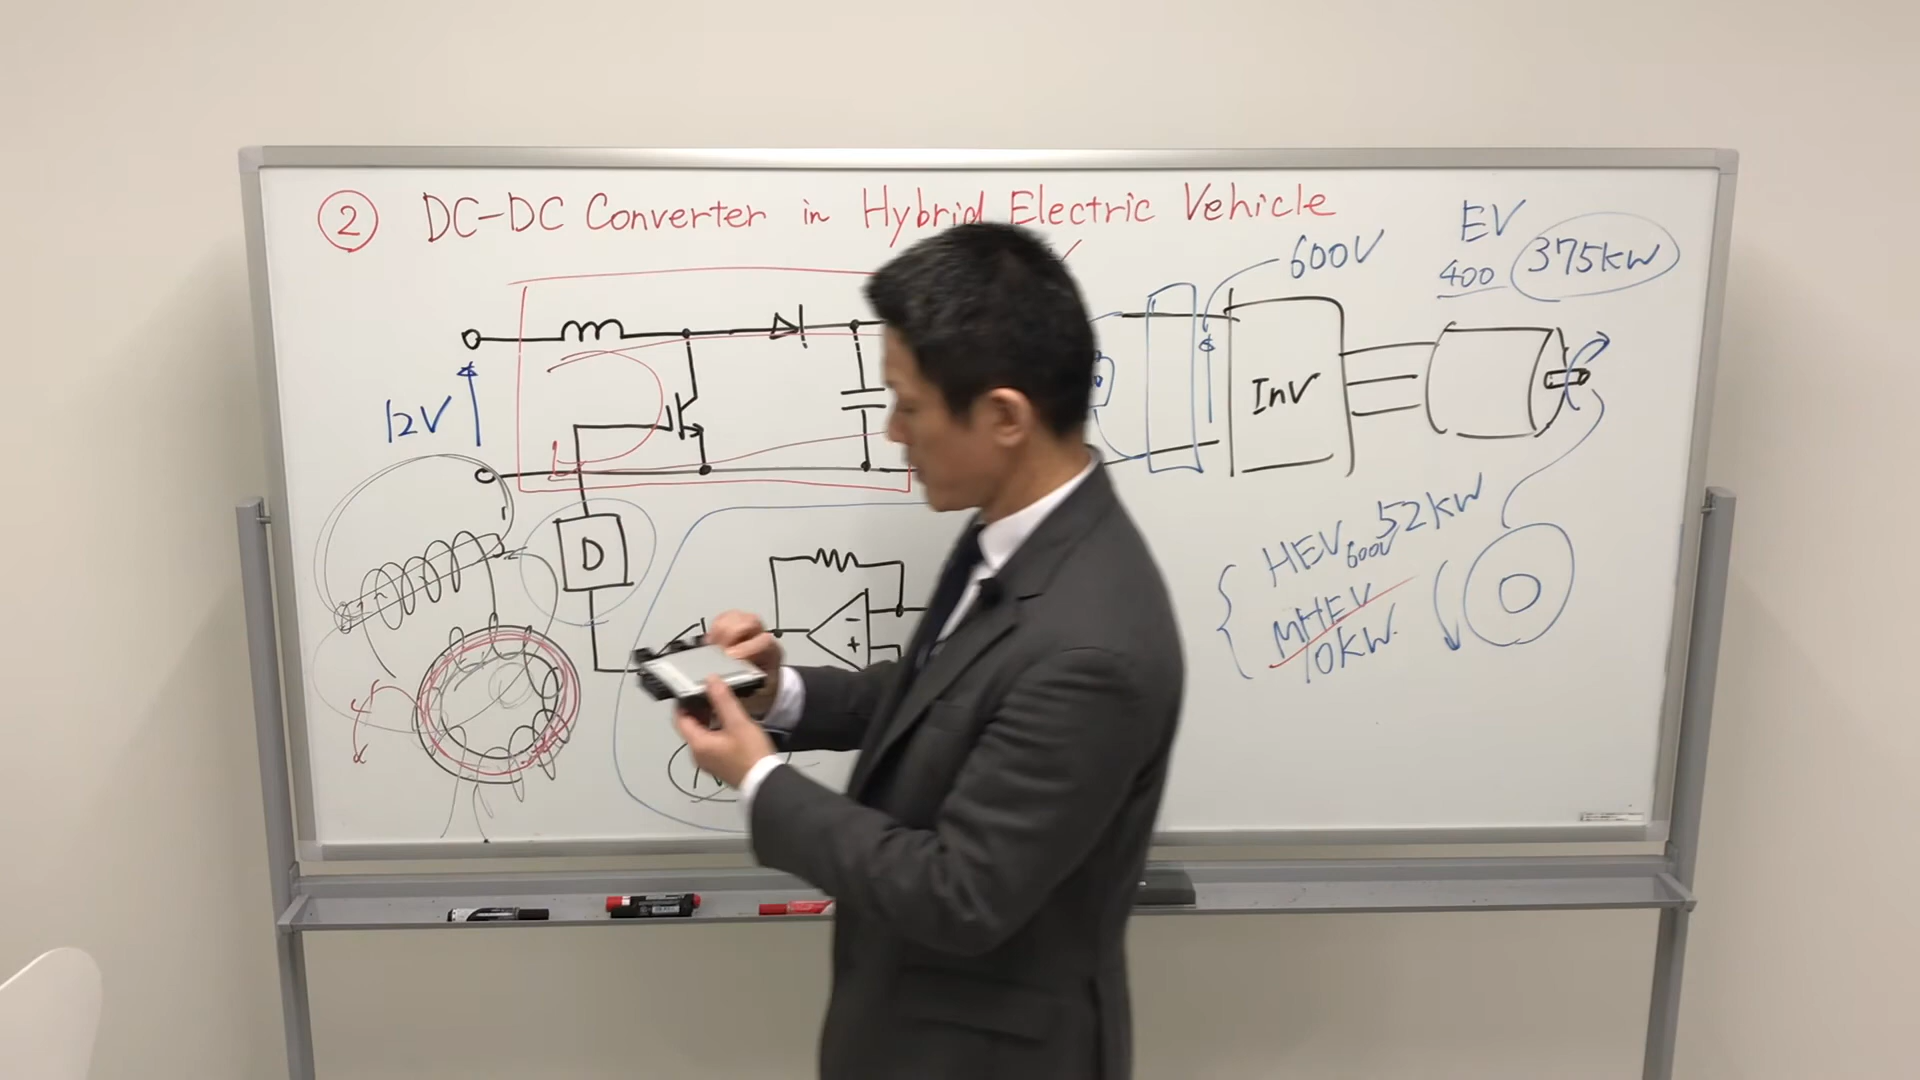 ② DC-DC Converter in Hybrid Electric Vehicle
EV
400 375kW
600V
12V
InV
D
HEV 600V 52kW
MHEV
10kW